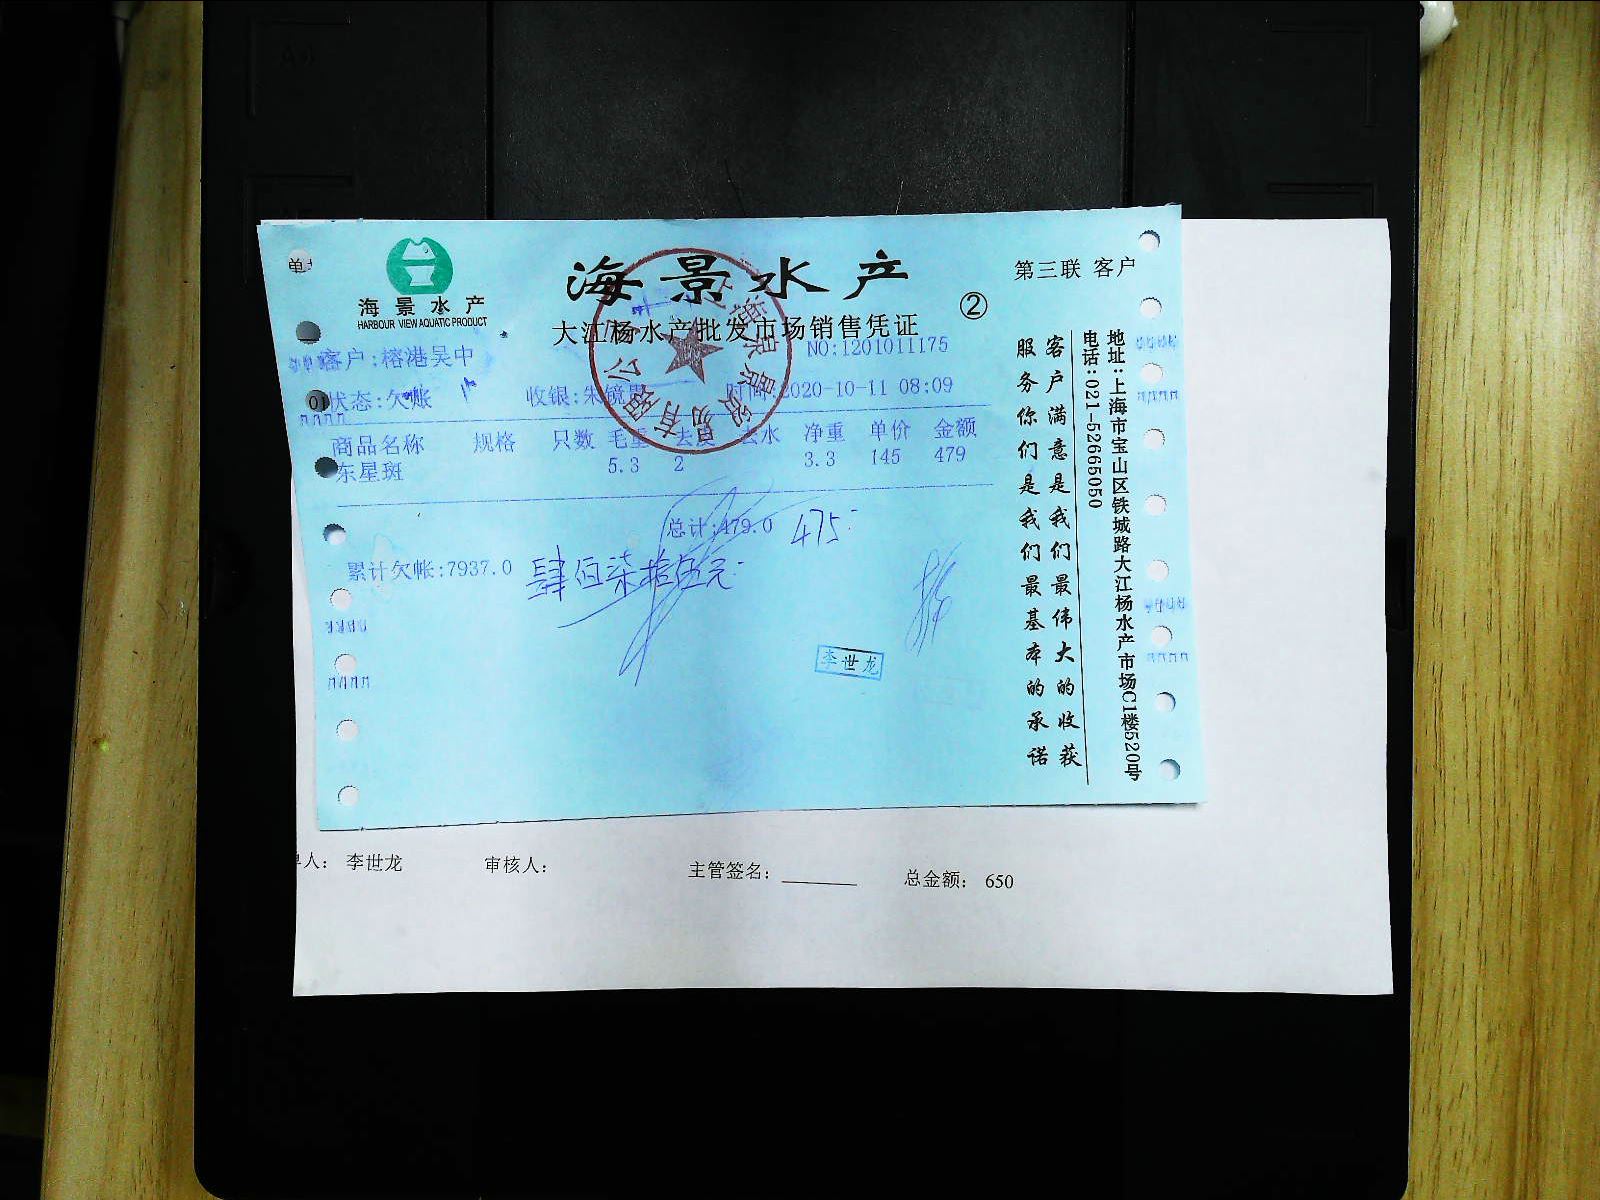 海景水产
HARBOUR VIEW AQUATIC PRODUCT
海景水产
大江杨水产批发市场销售凭证
②
第三联 客户
客户:榕港吴中
NO:1201011175
状态:欠账
收银:朱镜
时间:2020-10-11 08:09
商品名称 规格 只数 毛重 去 去水 净重 单价 金额
东星斑 5.3 2 3.3 145 479
总计:479.0
475
累计欠帐:7937.0
肆佰柒拾伍元
李世龙
客户满意是我们最伟大的收获
服务你们是我们最基本的承诺
地址:上海市宝山区铁城路大江杨水产市场C1楼520号
电话:021-52665050
单人: 李世龙
审核人:
主管签名:
总金额: 650